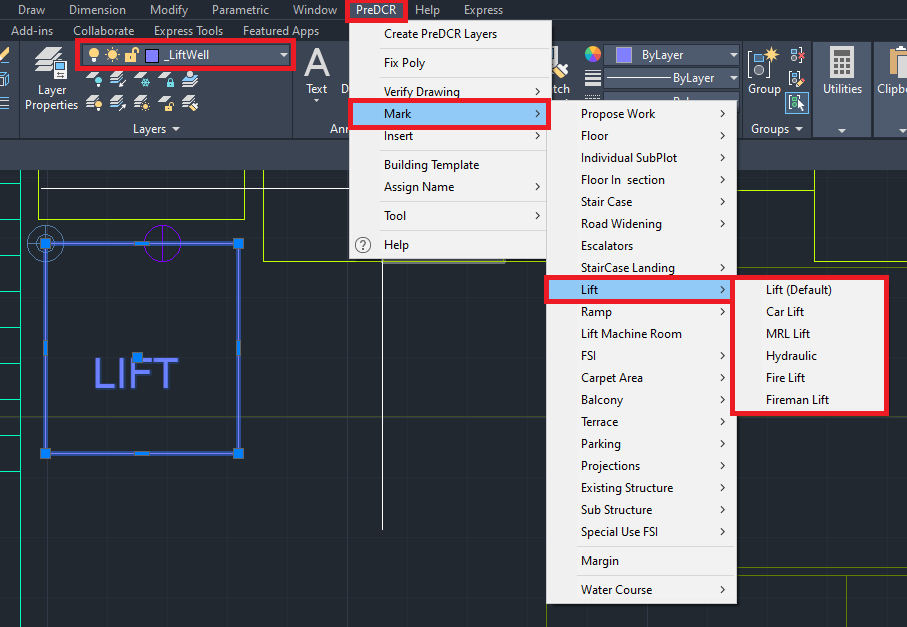 Draw Dimension Modify Parametric Window PreDCR Help Express
Add-ins Collaborate Express Tools Featured Apps
_LiftWell
Layer
Properties
Layers
Text
Create PreDCR Layers
Fix Poly
Verify Drawing
Mark
Insert
Building Template
Assign Name
Tool
Help
ByLayer
ByLayer
Group
Groups
Utilities
Propose Work
Floor
Individual SubPlot
Floor In section
Stair Case
Road Widening
Escalators
StairCase Landing
Lift
Ramp
Lift Machine Room
FSI
Carpet Area
Balcony
Terrace
Parking
Projections
Existing Structure
Sub Structure
Special Use FSI
Margin
Water Course
Lift (Default)
Car Lift
MRL Lift
Hydraulic
Fire Lift
Fireman Lift
LIFT